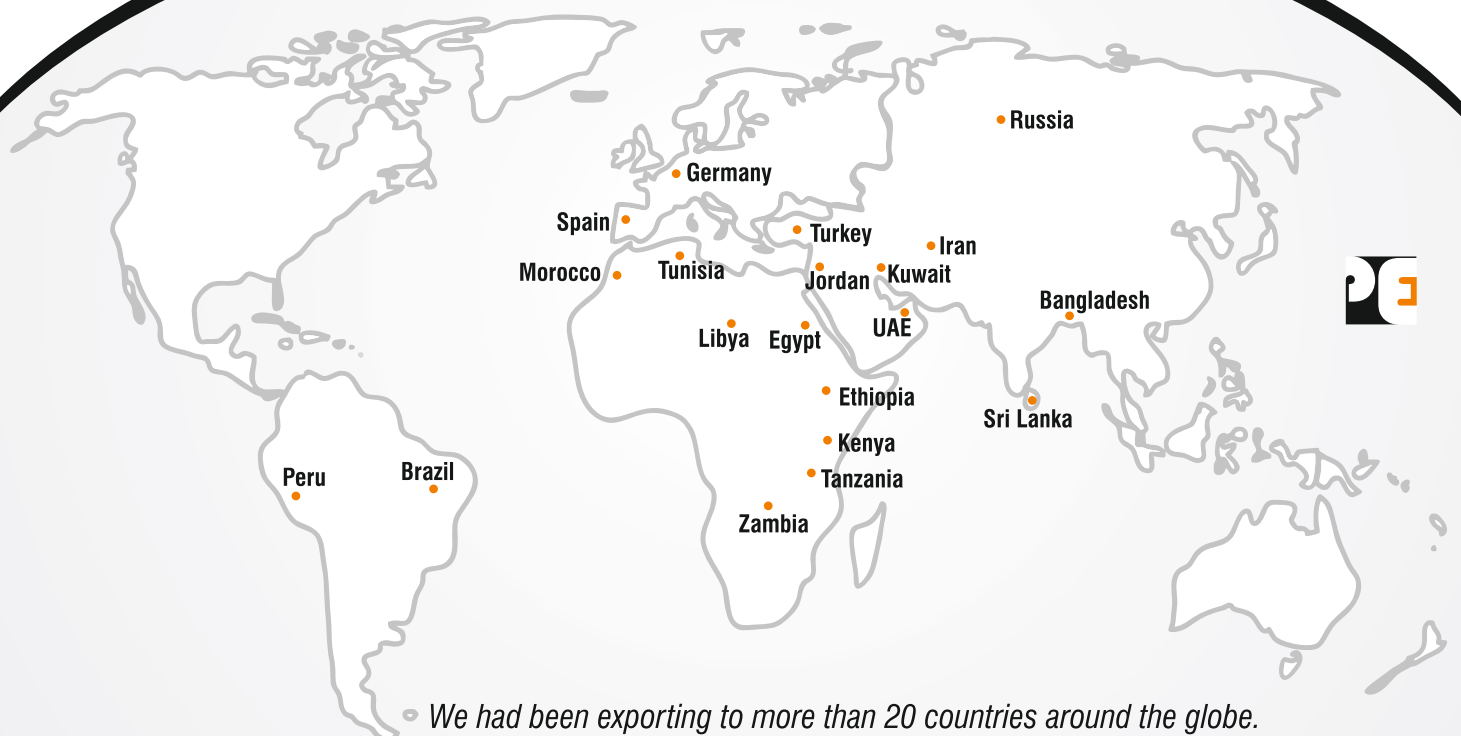 Russia
Germany
Spain
Turkey
Iran
Morocco
Tunisia
Jordan
Kuwait
Bangladesh
UAE
Libya
Egypt
Ethiopia
Sri Lanka
Kenya
Peru
Brazil
Tanzania
Zambia
PE
We had been exporting to more than 20 countries around the globe.